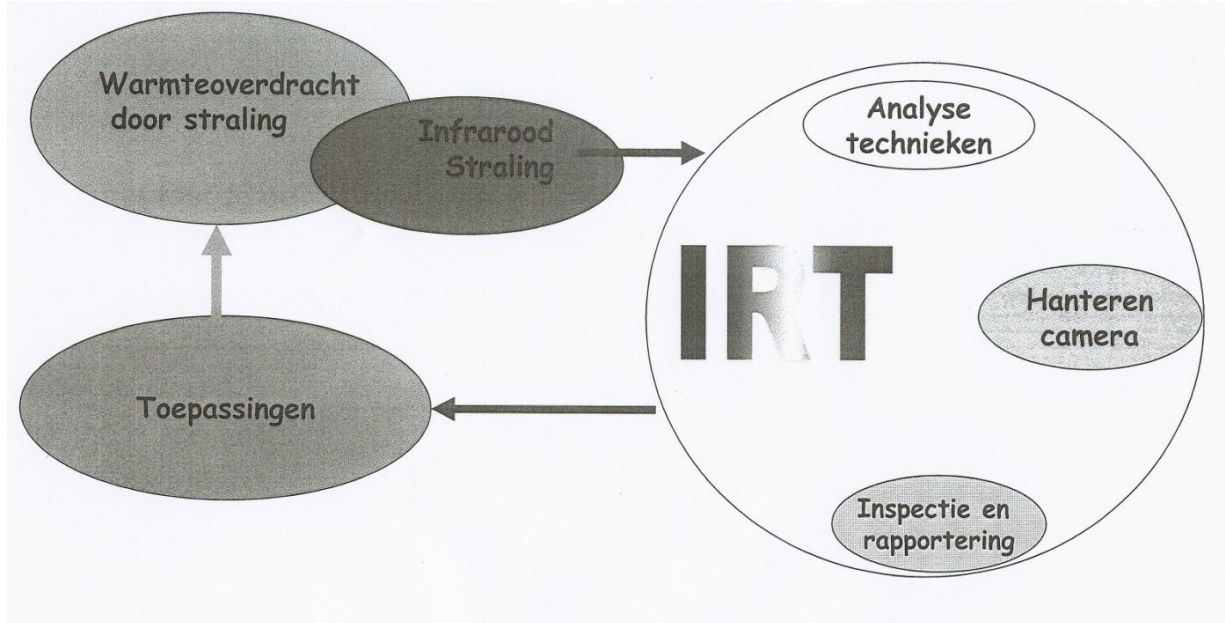 Warmteoverdracht
door straling
Infrarood
Straling
Analyse
technieken
IRT
Hanteren
camera
Toepassingen
Inspectie en
rapportering